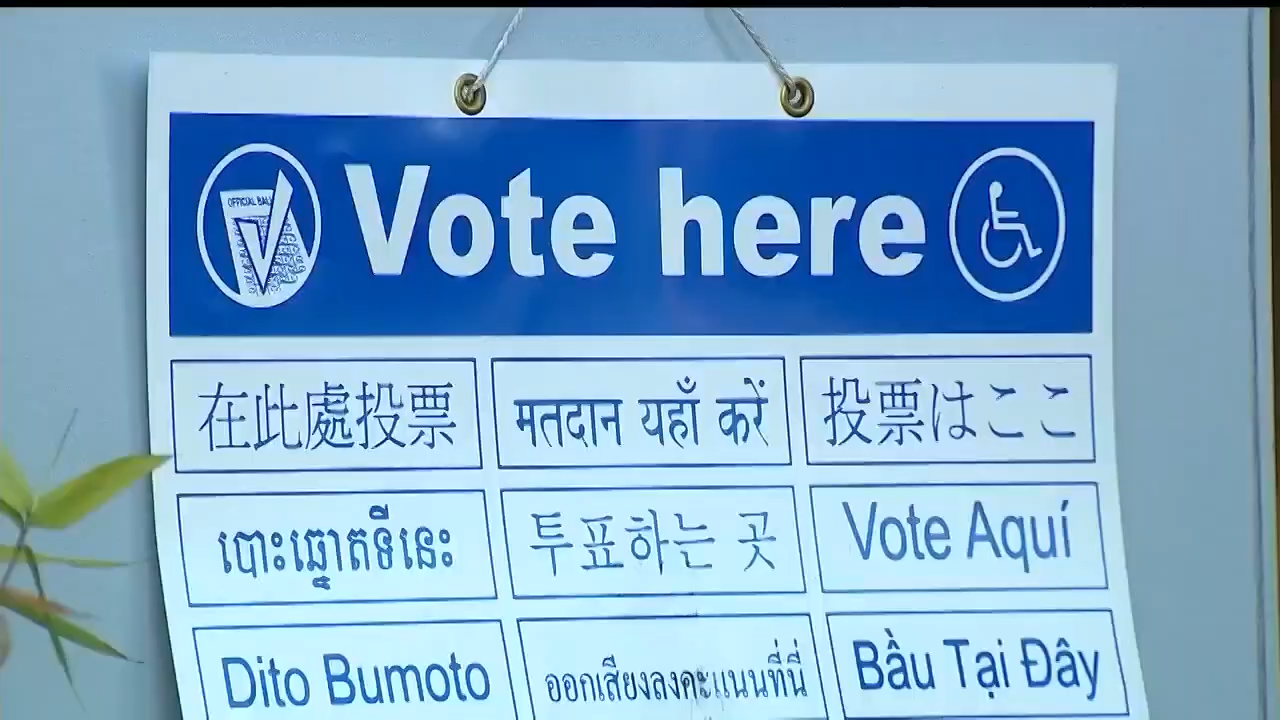 OFFICIAL BAL
Vote here
在此處投票
मतदान यहाँ करें
投票はここ
បោះឆ្នោតទីនេះ
투표하는 곳
Vote Aquí
Dito Bumoto
ออกเสียงลงคะแนนที่นี่
Bầu Tại Đây